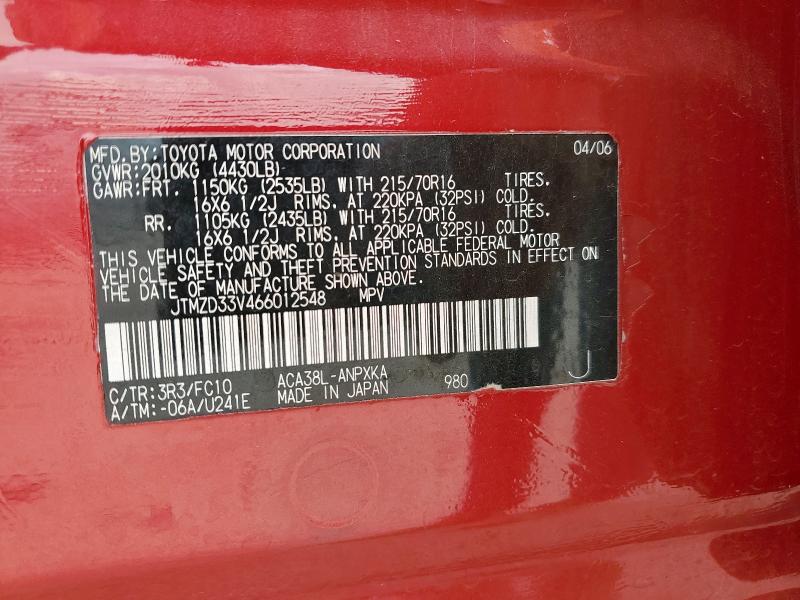 MFD.BY:TOYOTA MOTOR CORPORATION 04/06
GVWR:2010KG (4430LB)
GAWR:FRT. 1150KG (2535LB) WITH 215/70R16 TIRES.
16X6 1/2J RIMS. AT 220KPA (32PSI) COLD.
RR. 1105KG (2435LB) WITH 215/70R16 TIRES.
16X6 1/2J RIMS. AT 220KPA (32PSI) COLD.
THIS VEHICLE CONFORMS TO ALL APPLICABLE FEDERAL MOTOR
VEHICLE SAFETY AND THEFT PREVENTION STANDARDS IN EFFECT ON
THE DATE OF MANUFACTURE SHOWN ABOVE.
JTMZD33V466012548 MPV
C/TR:3R3/FC10 ACA38L-ANPXKA
A/TM:-06A/U241E MADE IN JAPAN 980 J